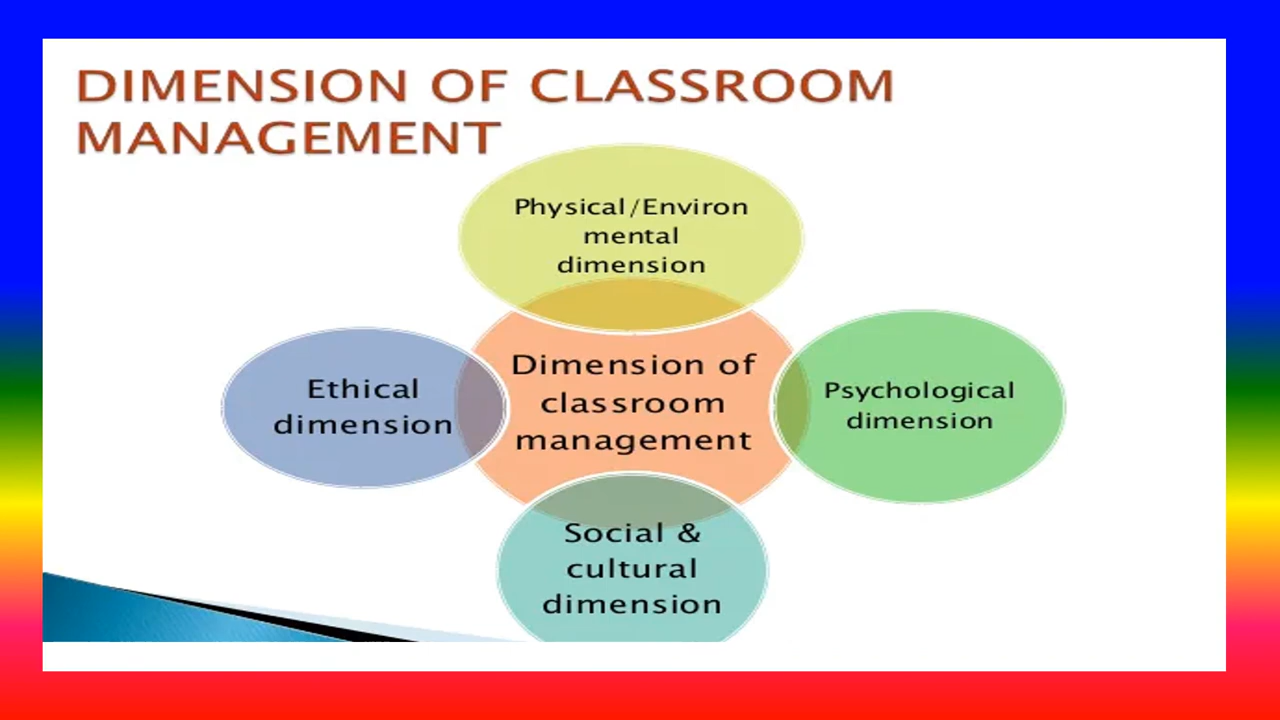 DIMENSION OF CLASSROOM
MANAGEMENT
Physical/Environ
mental
dimension
Ethical
dimension
Dimension of
classroom
management
Psychological
dimension
Social &
cultural
dimension